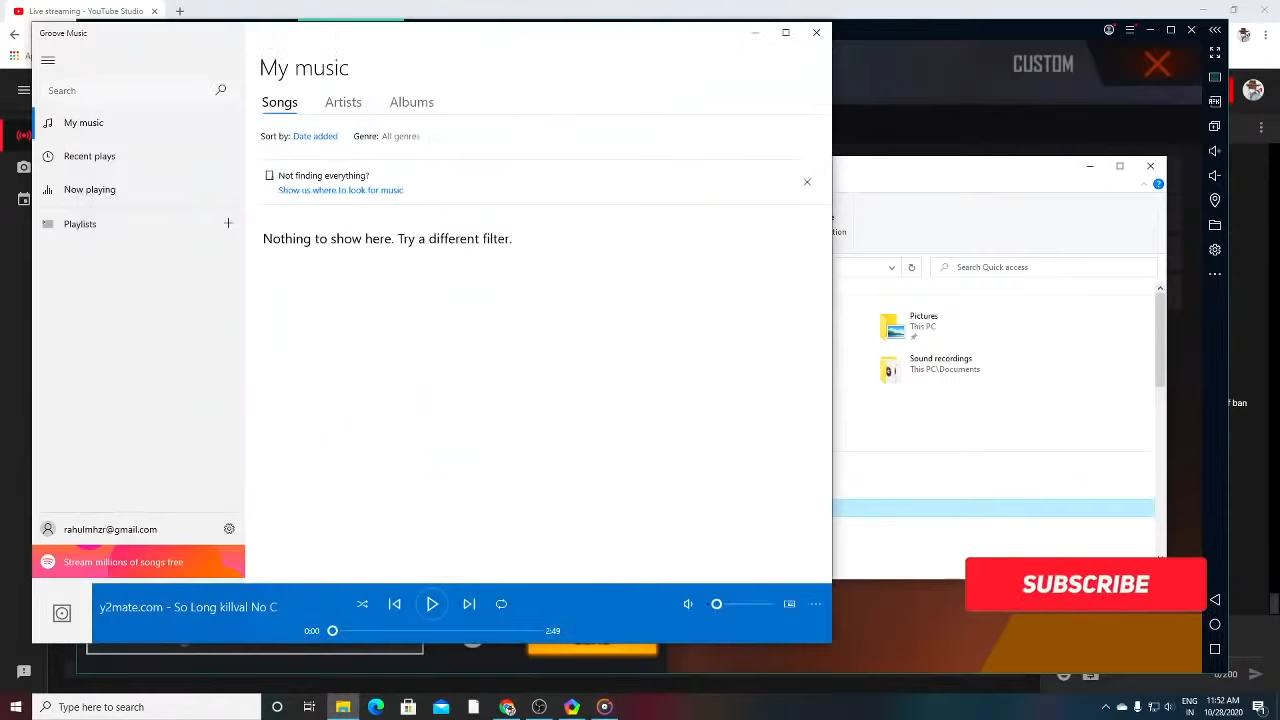 Live streaming - YouTube Studio
Groove Music
Search
My music
Recent plays
Now playing
Playlists
rahulmhzr@gmail.com
Stream millions of songs free
My music
Songs Artists Albums
Sort by: Date added Genre: All genres
Not finding everything?
Show us where to look for music
Nothing to show here. Try a different filter.
y2mate.com - So Long killval No C
0:00
2:49
CUSTOM
Search Quick access
Pictures
This PC
Sound recordings
This PC\Documents
SUBSCRIBE
Type here to search
ENG
IN
11:52 AM
10/28/2020